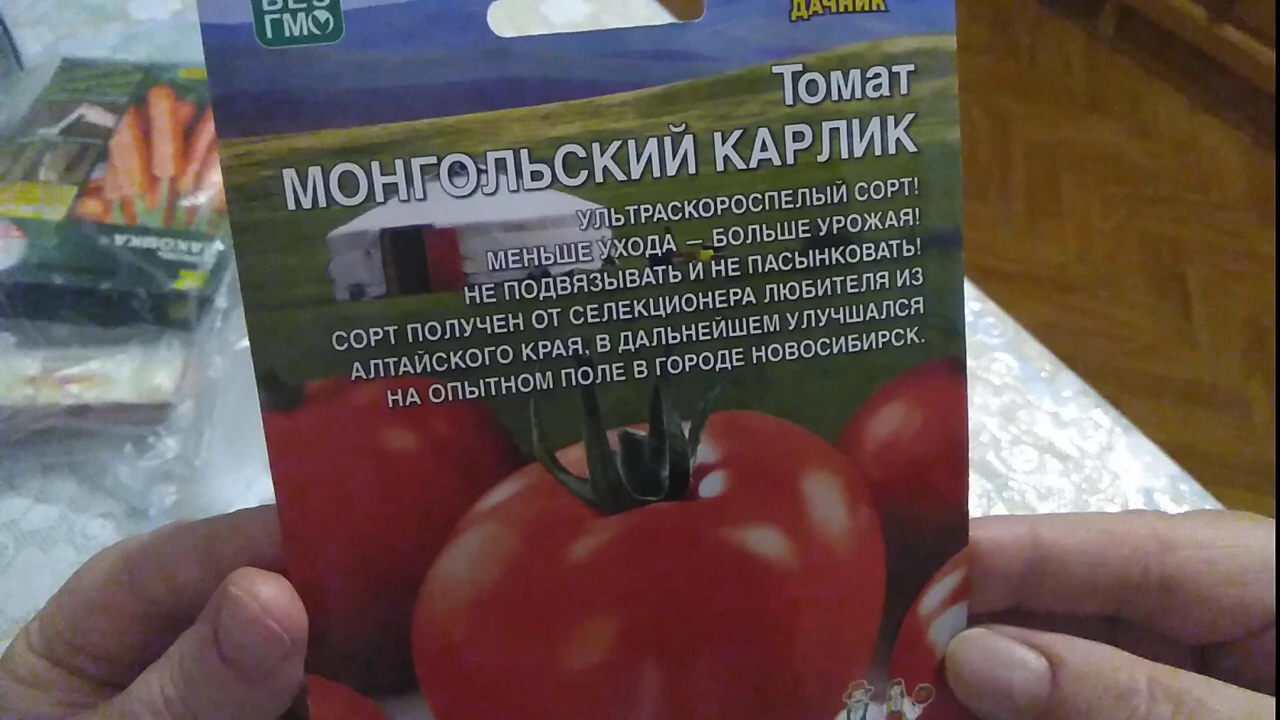 БЕЗ
ГМО
ДАЧНИК
Томат
МОНГОЛЬСКИЙ КАРЛИК
УЛЬТРАСКОРОСПЕЛЫЙ СОРТ!
МЕНЬШЕ УХОДА – БОЛЬШЕ УРОЖАЯ!
НЕ ПОДВЯЗЫВАТЬ И НЕ ПАСЫНКОВАТЬ!
СОРТ ПОЛУЧЕН ОТ СЕЛЕКЦИОНЕРА ЛЮБИТЕЛЯ ИЗ
АЛТАЙСКОГО КРАЯ, В ДАЛЬНЕЙШЕМ УЛУЧШАЛСЯ
НА ОПЫТНОМ ПОЛЕ В ГОРОДЕ НОВОСИБИРСК.